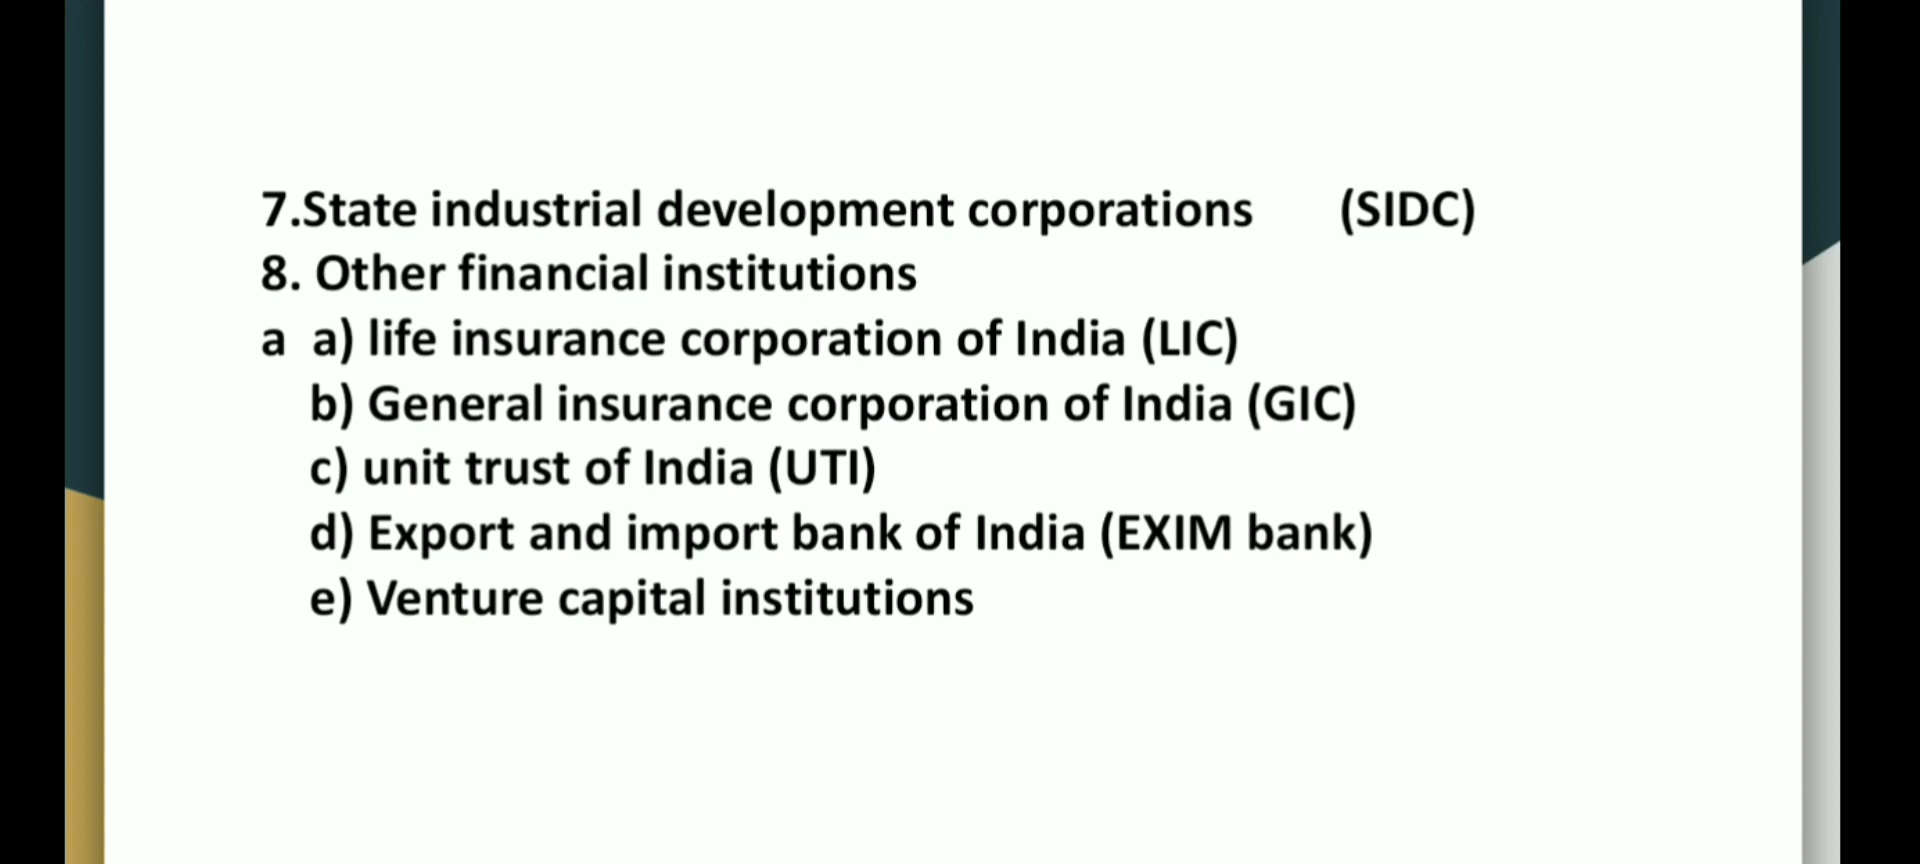 7.State industrial development corporations (SIDC)
8. Other financial institutions
a a) life insurance corporation of India (LIC)
b) General insurance corporation of India (GIC)
c) unit trust of India (UTI)
d) Export and import bank of India (EXIM bank)
e) Venture capital institutions